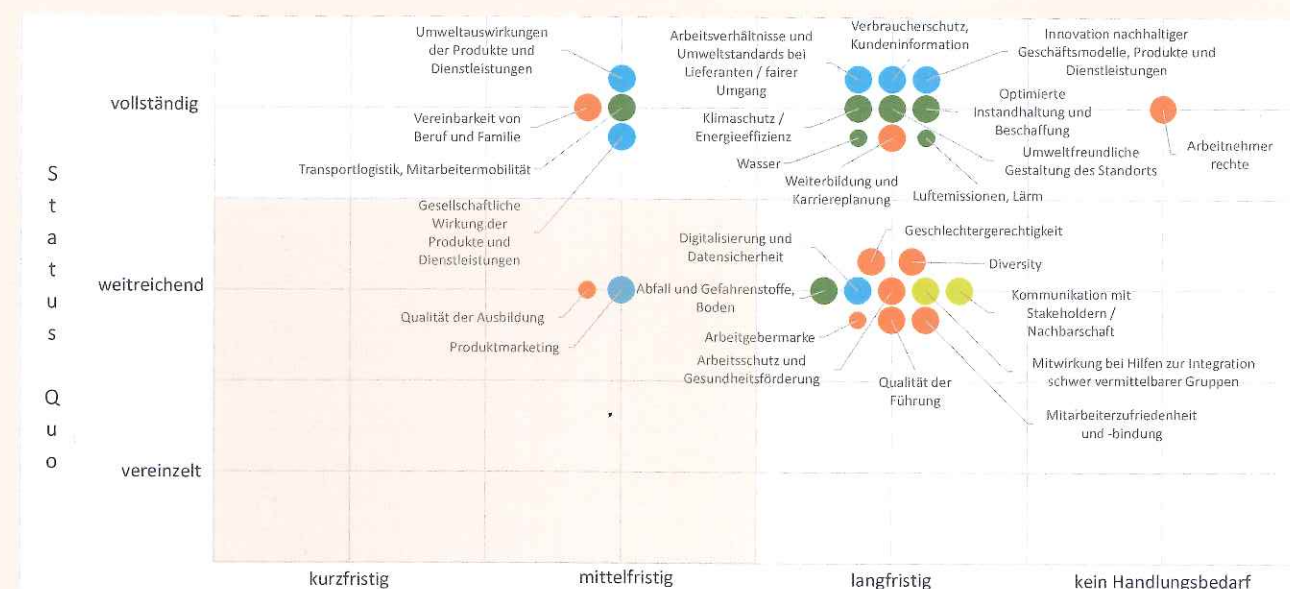 Umweltauswirkungen
der Produkte und
Dienstleistungen
Arbeitsverhältnisse und
Umweltstandards bei
Lieferanten / fairer
Umgang
Verbraucherschutz,
Kundeninformation
Innovation nachhaltiger
Geschäftsmodelle, Produkte und
Dienstleistungen
vollständig
Vereinbarkeit von
Beruf und Familie
Klimaschutz /
Energieeffizienz
Optimierte
Instandhaltung und
Beschaffung
Transportlogistik, Mitarbeitermobilität
Wasser
Weiterbildung und
Karriereplanung
Umweltfreundliche
Gestaltung des Standorts
Luftemissionen, Lärm
Arbeitnehmer
rechte
Status Quo
Gesellschaftliche
Wirkung der
Produkte und
Dienstleistungen
Digitalisierung und
Datensicherheit
Geschlechtergerechtigkeit
Diversity
weitreichend
Qualität der Ausbildung
Produktmarketing
Abfall und Gefahrenstoffe,
Boden
Kommunikation mit
Stakeholdern /
Nachbarschaft
Arbeitgebermarke
Arbeitsschutz und
Gesundheitsförderung
Qualität der
Führung
Mitwirkung bei Hilfen zur Integration
schwer vermittelbarer Gruppen
Mitarbeiterzufriedenheit
und -bindung
vereinzelt
kurzfristig
mittelfristig
langfristig
kein Handlungsbedarf